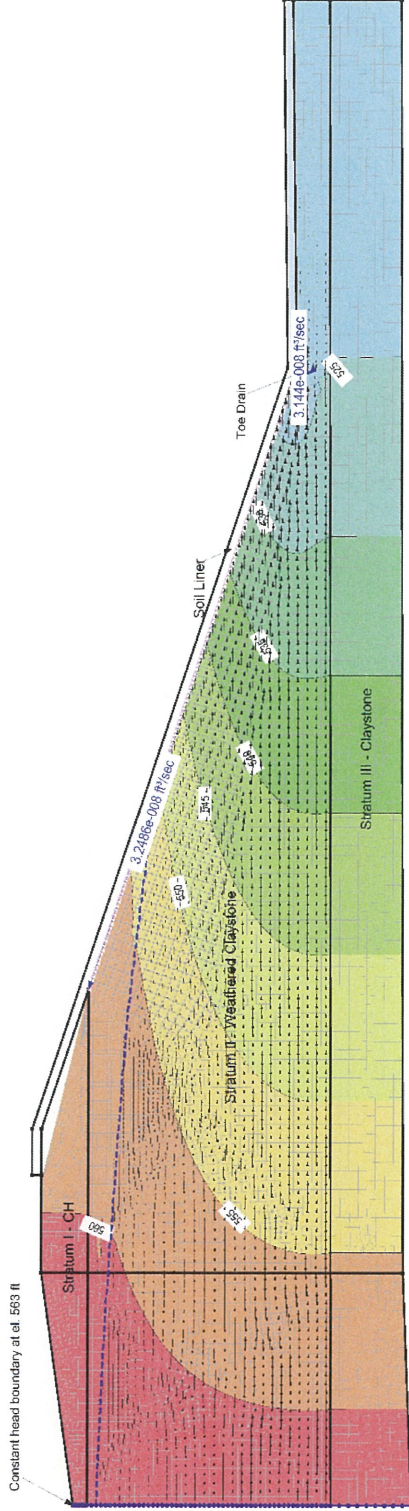 Constant head boundary at el. 563 ft
Stratum I - CH
560
555
Stratum II - Weathered Claystone
550
545
3.2486e-008 ft³/sec
Soil Liner
Toe Drain
3.144e-008 ft³/sec
525
Stratum III - Claystone